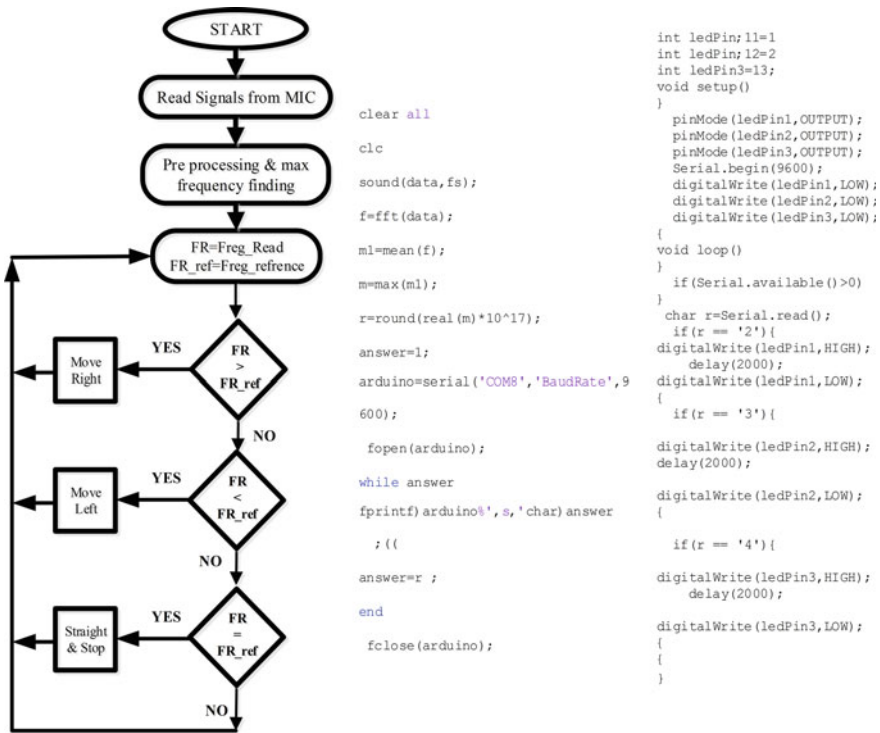 START
Read Signals from MIC
Pre processing & max
frequency finding
FR=Freg_Read
FR_ref=Freg_refrence
FR
>
FR_ref
YES
Move
Right
NO
FR
<
FR_ref
YES
Move
Left
NO
FR
=
FR_ref
YES
Straight
& Stop
NO
clear all
clc
sound(data,fs);
f=fft(data);
m1=mean(f);
m=max(m1);
r=round(real(m)*10^17);
answer=1;
arduino=serial('COM8','BaudRate',9
600);
fopen(arduino);
while answer
fprintf)arduino%',s,'char)answer
;((
answer=r ;
end
fclose(arduino);
int ledPin;11=1
int ledPin;12=2
int ledPin3=13;
void setup()
}
pinMode(ledPin1,OUTPUT);
pinMode(ledPin2,OUTPUT);
pinMode(ledPin3,OUTPUT);
Serial.begin(9600);
digitalWrite(ledPin1,LOW);
digitalWrite(ledPin2,LOW);
digitalWrite(ledPin3,LOW);
{
void loop()
}
if(Serial.available()>0)
}
char r=Serial.read();
if(r == '2'){
digitalWrite(ledPin1,HIGH);
delay(2000);
digitalWrite(ledPin1,LOW);
{
if(r == '3'){
digitalWrite(ledPin2,HIGH);
delay(2000);
digitalWrite(ledPin2,LOW);
{
if(r == '4'){
digitalWrite(ledPin3,HIGH);
delay(2000);
digitalWrite(ledPin3,LOW);
{
{
}